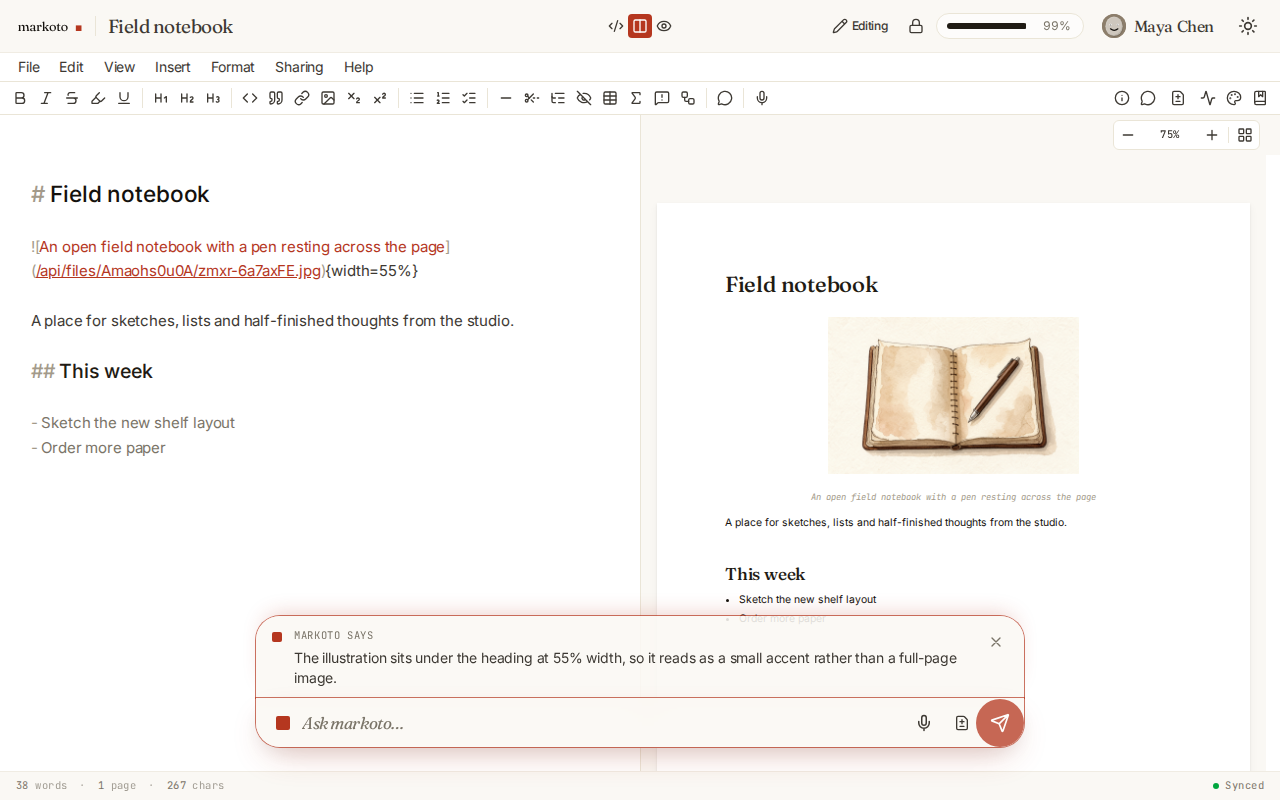 markoto
Field notebook
Editing
99%
Maya Chen
File Edit View Insert Format Sharing Help
H1 H2 H3
75%
# Field notebook
![An open field notebook with a pen resting across the page]
(/api/files/Amaohs0u0A/zmxr-6a7axFE.jpg){width=55%}
A place for sketches, lists and half-finished thoughts from the studio.
## This week
- Sketch the new shelf layout
- Order more paper
Field notebook
An open field notebook with a pen resting across the page
A place for sketches, lists and half-finished thoughts from the studio.
This week
• Sketch the new shelf layout
• Order more paper
MARKOTO SAYS
The illustration sits under the heading at 55% width, so it reads as a small accent rather than a full-page
image.
Ask markoto...
38 words · 1 page · 267 chars
Synced